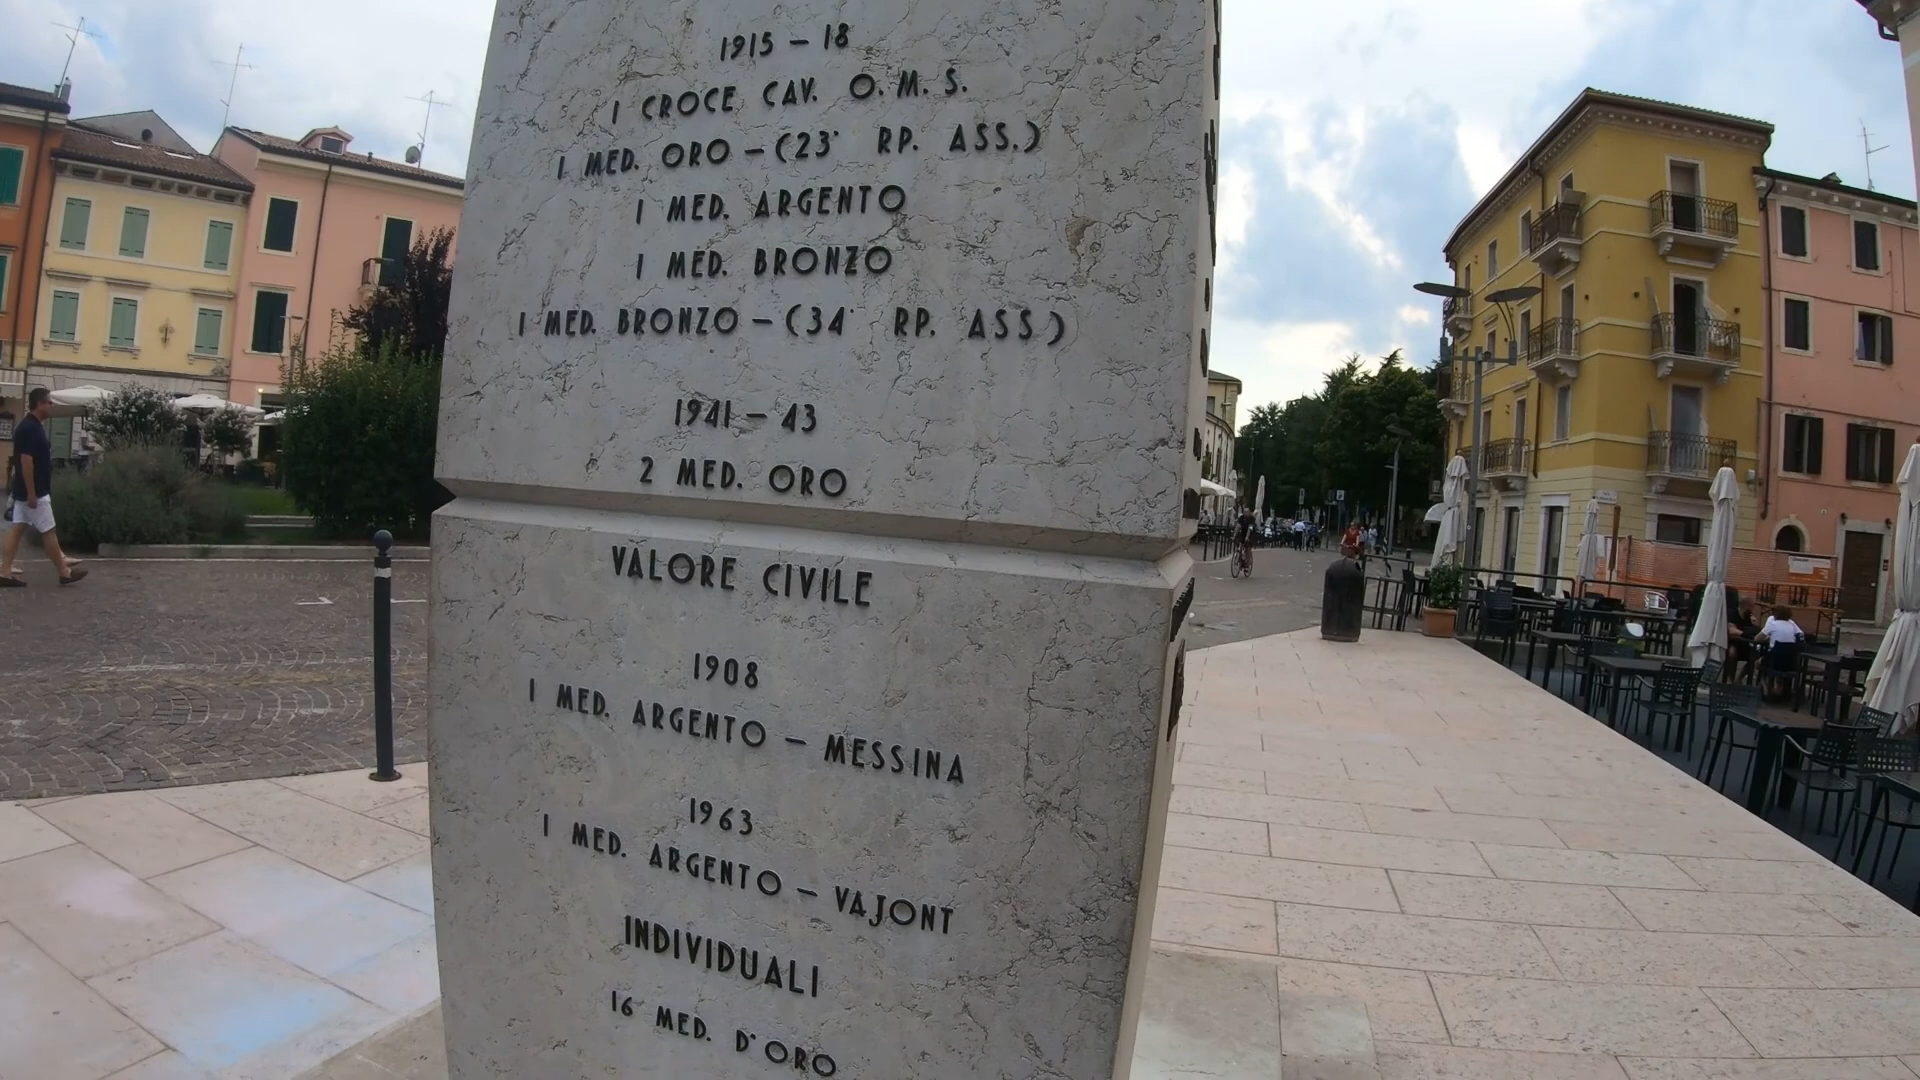 1915 – 18
1 CROCE CAV. O. M. S.
1 MED. ORO – (23° RP. ASS.)
1 MED. ARGENTO
1 MED. BRONZO
1 MED. BRONZO – (34° RP. ASS)
1941 – 43
2 MED. ORO
VALORE CIVILE
1908
1 MED. ARGENTO – MESSINA
1963
1 MED. ARGENTO – VAJONT
INDIVIDUALI
16 MED. D'ORO